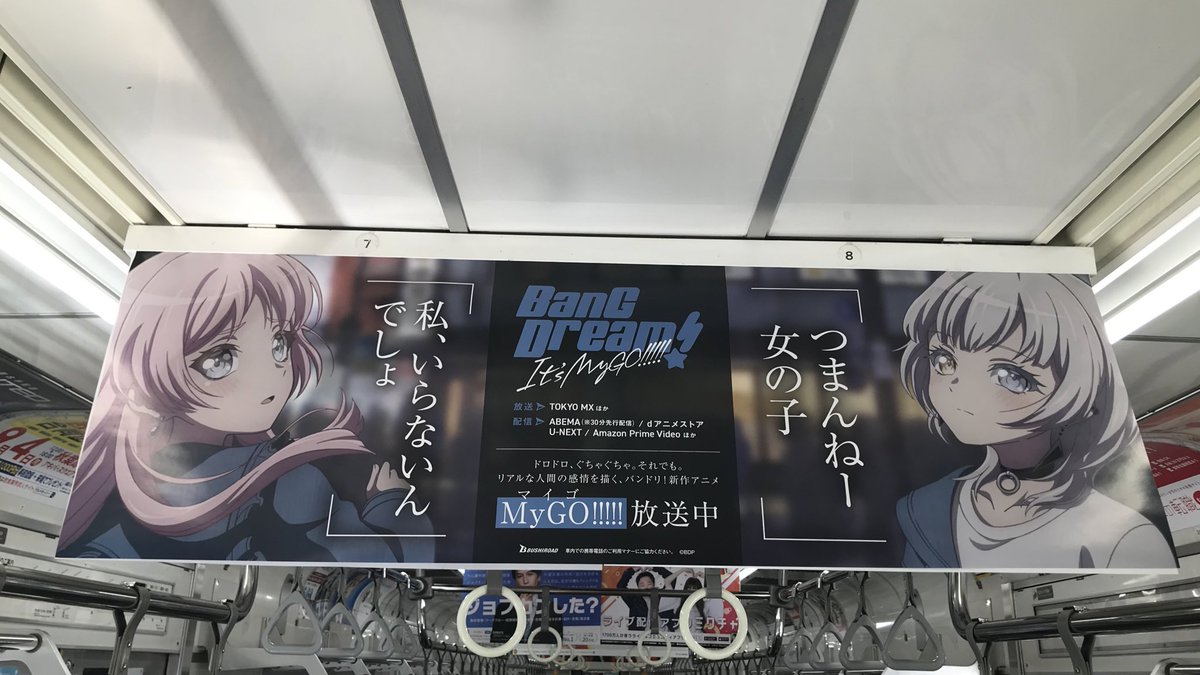 7
8
私、いらないん
でしょ
BanG
Dream!
It's MyGO!!!!!
放送 TOKYO MX ほか
配信 ABEMA(※30分先行配信) / dアニメストア
U-NEXT / Amazon Prime Video ほか
ドロドロ、ぐちゃぐちゃ。それでも。
リアルな人間の感情を描く、バンドリ!新作アニメ
マイゴ
MyGO!!!!! 放送中
BUSHIROAD 車内での携帯電話のご利用マナーにご協力ください。 ©BDP
つまんねー
女の子
した?
ライブ配